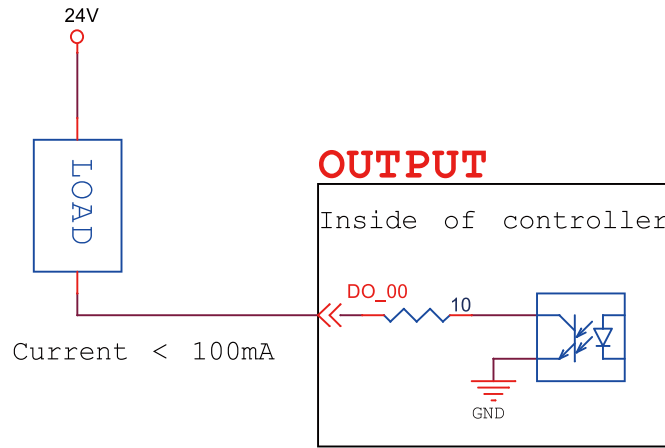 24V
LOAD
OUTPUT
Inside of controller
DO_00
10
Current < 100mA
GND